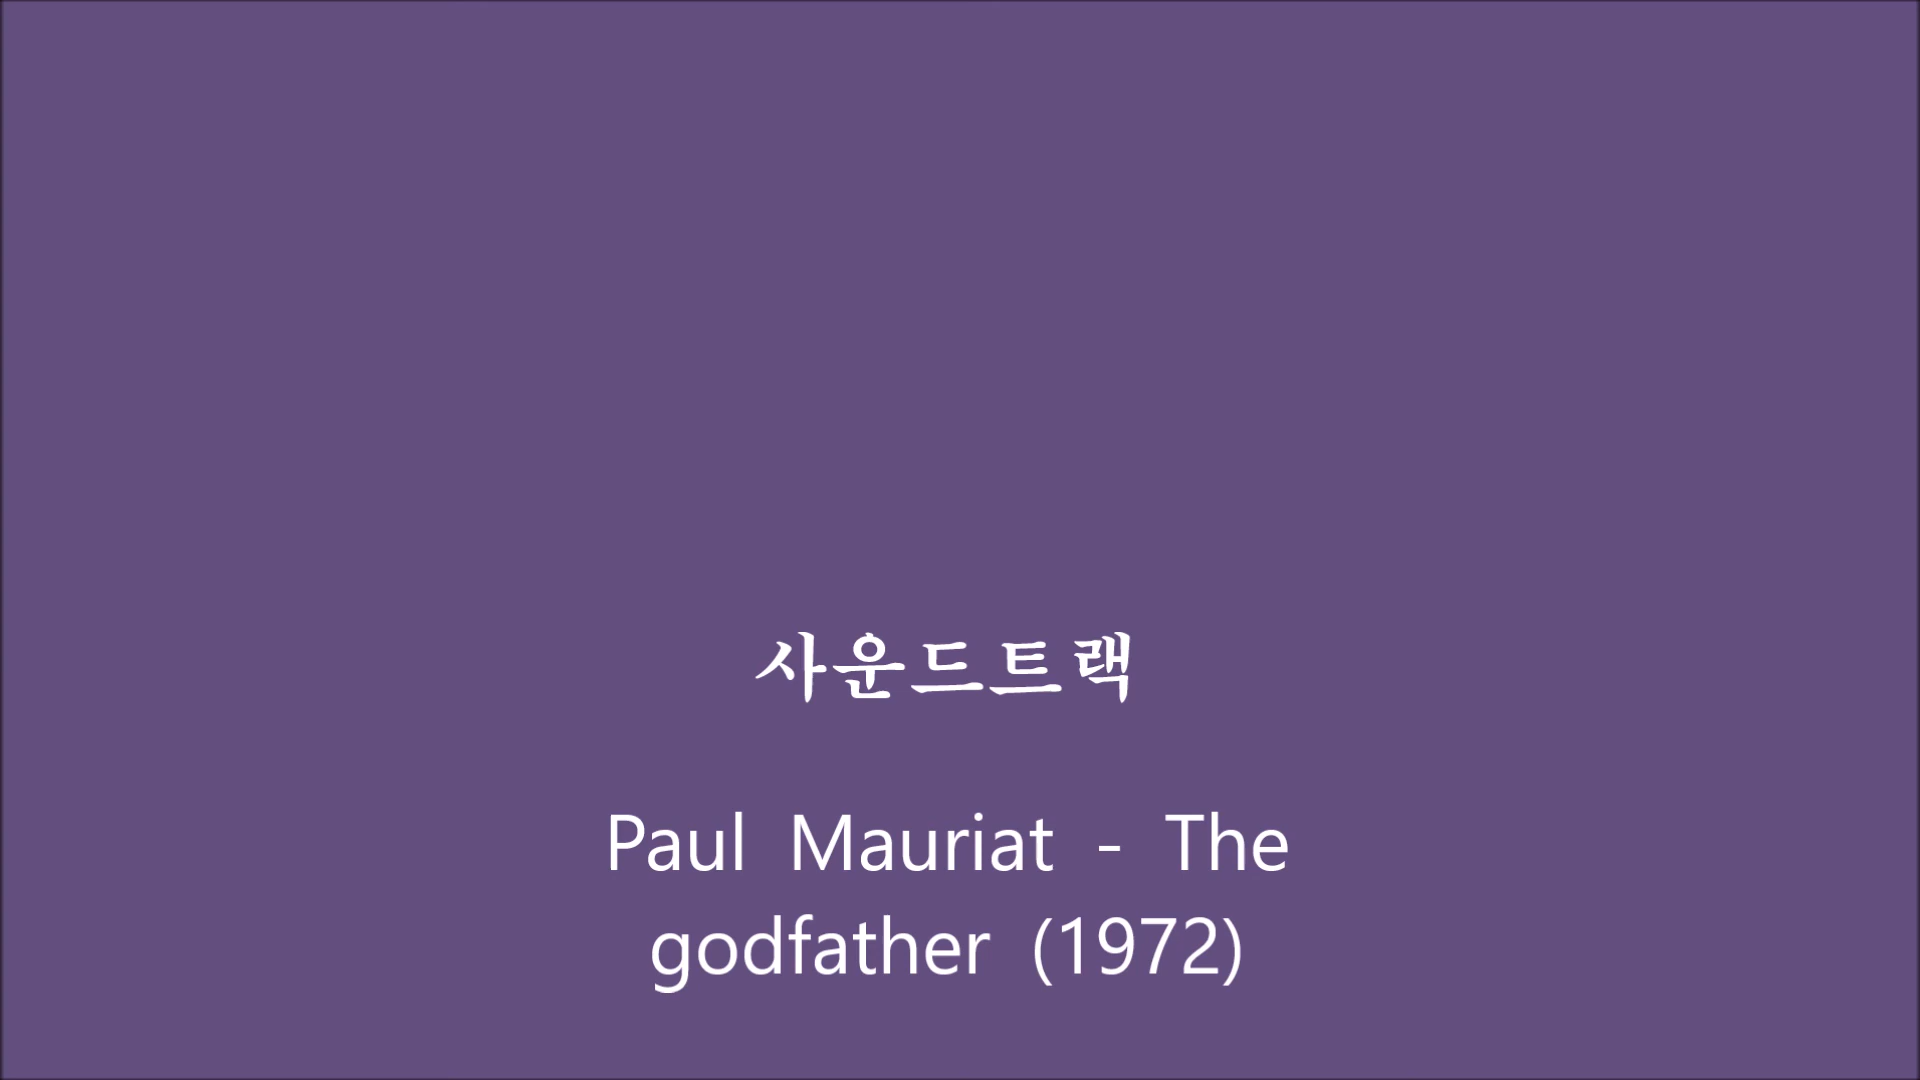 사운드트랙
Paul Mauriat - The
godfather (1972)